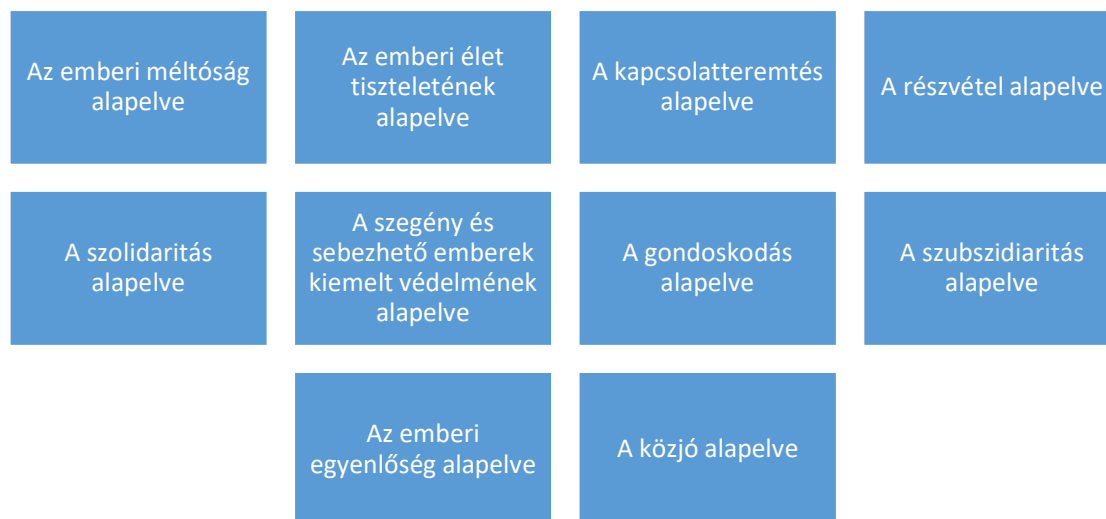 Az emberi méltóság
alapelve
Az emberi élet
tiszteletének
alapelve
A kapcsolatteremtés
alapelve
A részvétel alapelve
A szolidaritás
alapelve
A szegény és
sebezhető emberek
kiemelt védelmének
alapelve
A gondoskodás
alapelve
A szubszidiaritás
alapelve
Az emberi
egyenlőség alapelve
A közjó alapelve